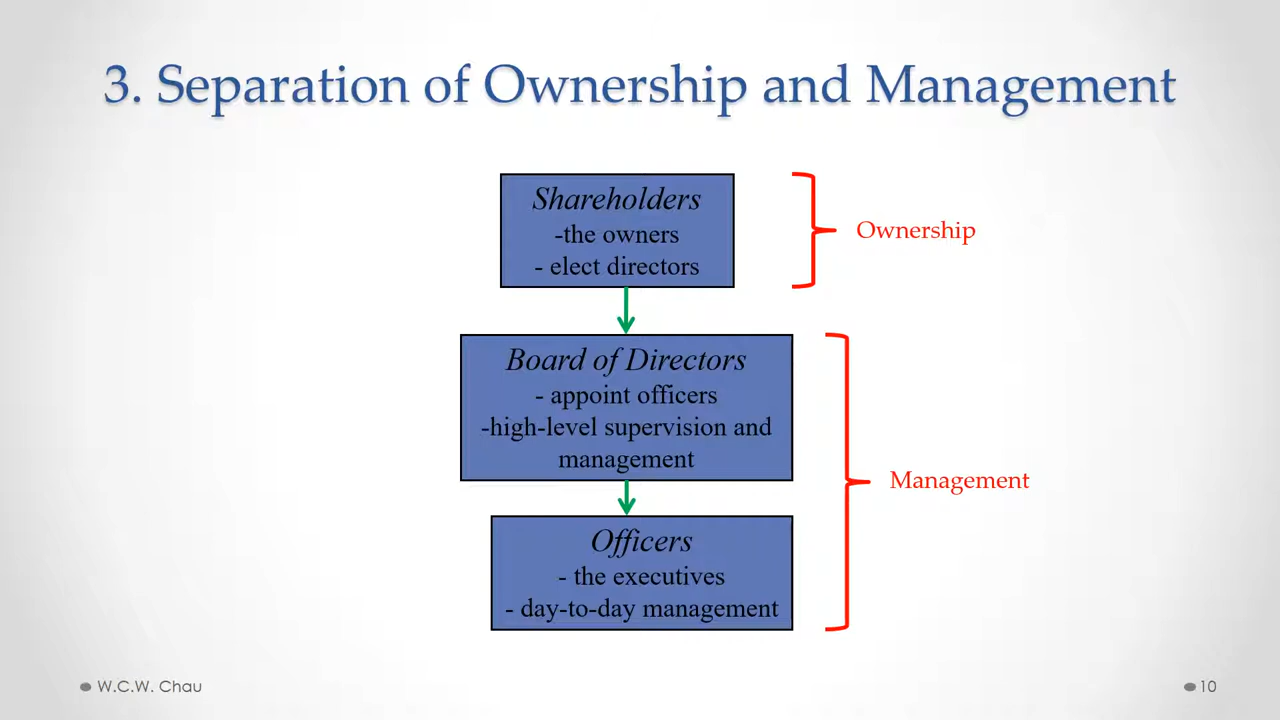 3. Separation of Ownership and Management
Shareholders
-the owners
- elect directors
Ownership
Board of Directors
- appoint officers
-high-level supervision and
management
Management
Officers
- the executives
- day-to-day management
W.C.W. Chau
10